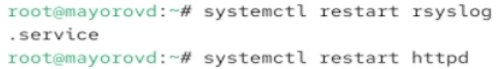 root@mayorovd:~# systemctl restart rsyslog
.service
root@mayorovd:~# systemctl restart httpd